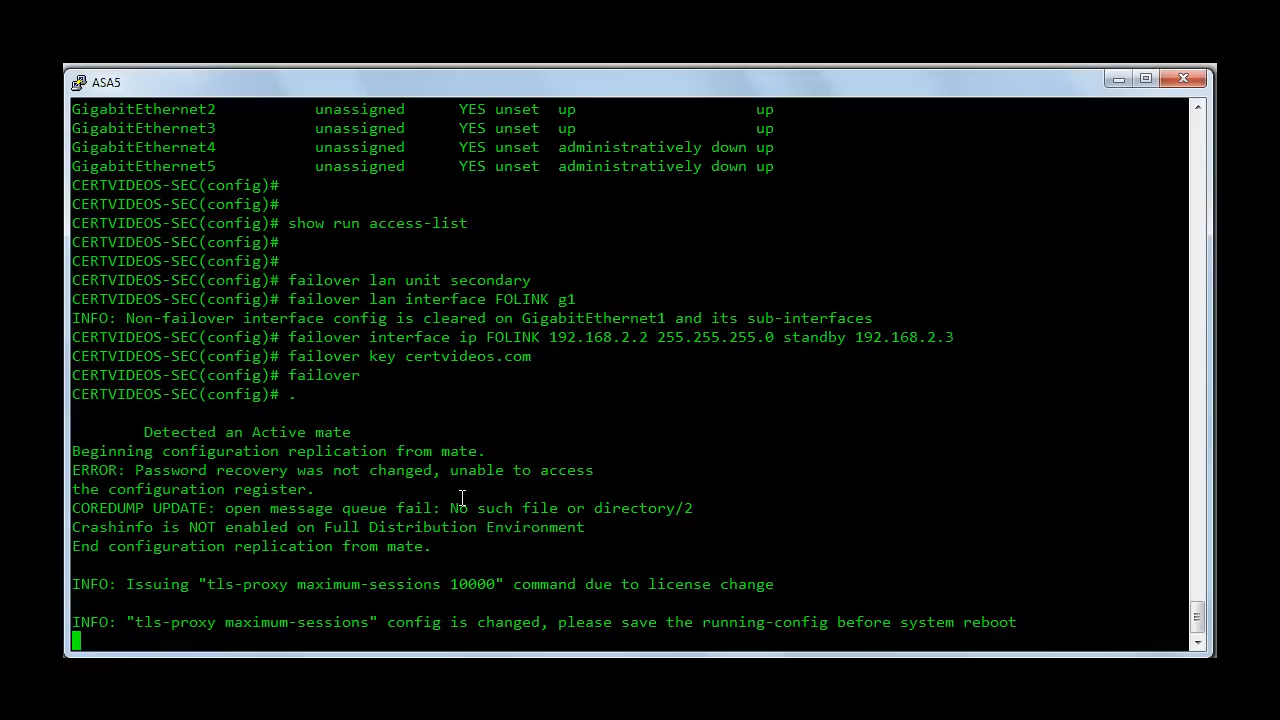 ASA5
GigabitEthernet2 unassigned YES unset up up
GigabitEthernet3 unassigned YES unset up up
GigabitEthernet4 unassigned YES unset administratively down up
GigabitEthernet5 unassigned YES unset administratively down up
CERTVIDEOS-SEC(config)#
CERTVIDEOS-SEC(config)#
CERTVIDEOS-SEC(config)# show run access-list
CERTVIDEOS-SEC(config)#
CERTVIDEOS-SEC(config)#
CERTVIDEOS-SEC(config)# failover lan unit secondary
CERTVIDEOS-SEC(config)# failover lan interface FOLINK g1
INFO: Non-failover interface config is cleared on GigabitEthernet1 and its sub-interfaces
CERTVIDEOS-SEC(config)# failover interface ip FOLINK 192.168.2.2 255.255.255.0 standby 192.168.2.3
CERTVIDEOS-SEC(config)# failover key certvideos.com
CERTVIDEOS-SEC(config)# failover
CERTVIDEOS-SEC(config)# .
Detected an Active mate
Beginning configuration replication from mate.
ERROR: Password recovery was not changed, unable to access
the configuration register.
COREDUMP UPDATE: open message queue fail: No such file or directory/2
Crashinfo is NOT enabled on Full Distribution Environment
End configuration replication from mate.
INFO: Issuing "tls-proxy maximum-sessions 10000" command due to license change
INFO: "tls-proxy maximum-sessions" config is changed, please save the running-config before system reboot